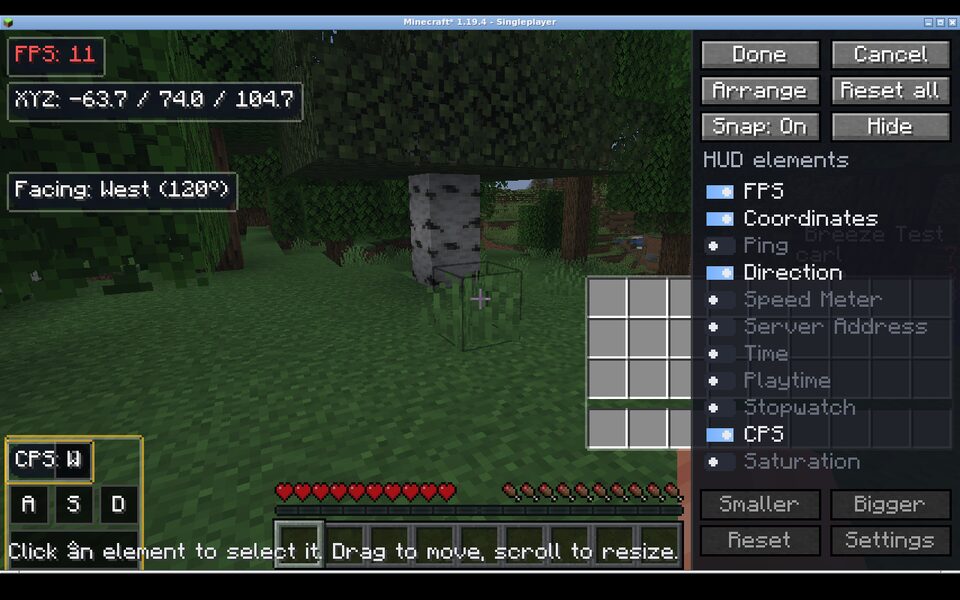 Minecraft* 1.19.4 - Singleplayer
FPS: 11
XYZ: -63.7 / 74.0 / 104.7
Facing: West (120°)
CPS: W
A S D
Click an element to select it. Drag to move, scroll to resize.
Done Cancel
Arrange Reset all
Snap: On Hide
HUD elements
FPS
Coordinates
Breeze Test
Ping
carl
Direction
Speed Meter
Server Address
Time
Playtime
Stopwatch
CPS
Saturation
Smaller Bigger
Reset Settings